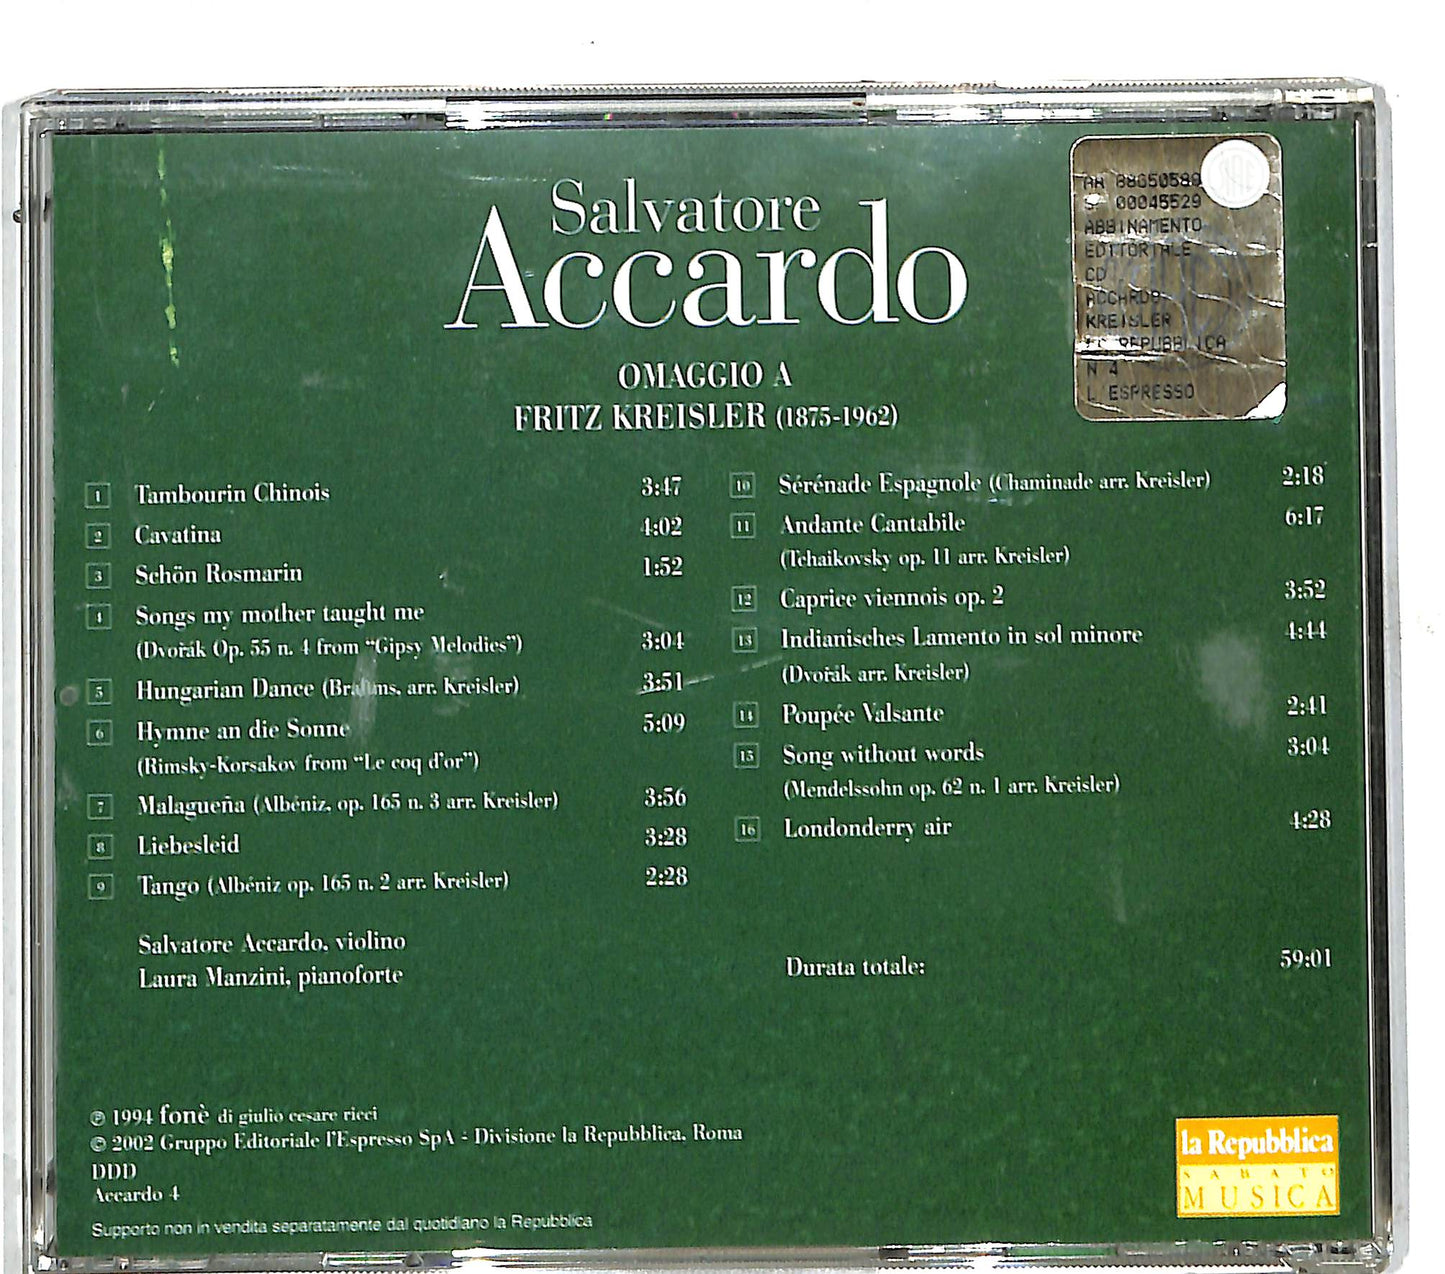 Salvatore
Accardo
OMAGGIO A
FRITZ KREISLER (1875-1962)
ABBINAMENTO
EDITORIALE
CD
ACCARDO
KREISLER
REPUBBLICA
N 4
L'ESPRESSO
1 Tambourin Chinois 3:47
2 Cavatina 4:02
3 Schön Rosmarin 1:52
4 Songs my mother taught me
(Dvořák Op. 55 n. 4 from “Gipsy Melodies”) 3:04
5 Hungarian Dance (Brahms, arr. Kreisler) 3:51
6 Hymne an die Sonne 5:09
(Rimsky-Korsakov from “Le coq d'or”)
7 Malagueña (Albéniz, op. 165 n. 3 arr. Kreisler) 3:56
8 Liebesleid 3:28
9 Tango (Albéniz op. 165 n. 2 arr. Kreisler) 2:28
10 Sérénade Espagnole (Chaminade arr. Kreisler) 2:18
11 Andante Cantabile 6:17
(Tchaikovsky op. 11 arr. Kreisler)
12 Caprice viennois op. 2 3:52
13 Indianisches Lamento in sol minore 4:44
(Dvořák arr. Kreisler)
14 Poupée Valsante 2:41
15 Song without words 3:04
(Mendelssohn op. 62 n. 1 arr. Kreisler)
16 Londonderry air 4:28
Salvatore Accardo, violino
Laura Manzini, pianoforte
Durata totale: 59:01
℗ 1994 fonè di giulio cesare ricci
© 2002 Gruppo Editoriale l'Espresso SpA - Divisione la Repubblica, Roma
DDD
Accardo 4
Supporto non in vendita separatamente dal quotidiano la Repubblica
la Repubblica
SABATO
MUSICA